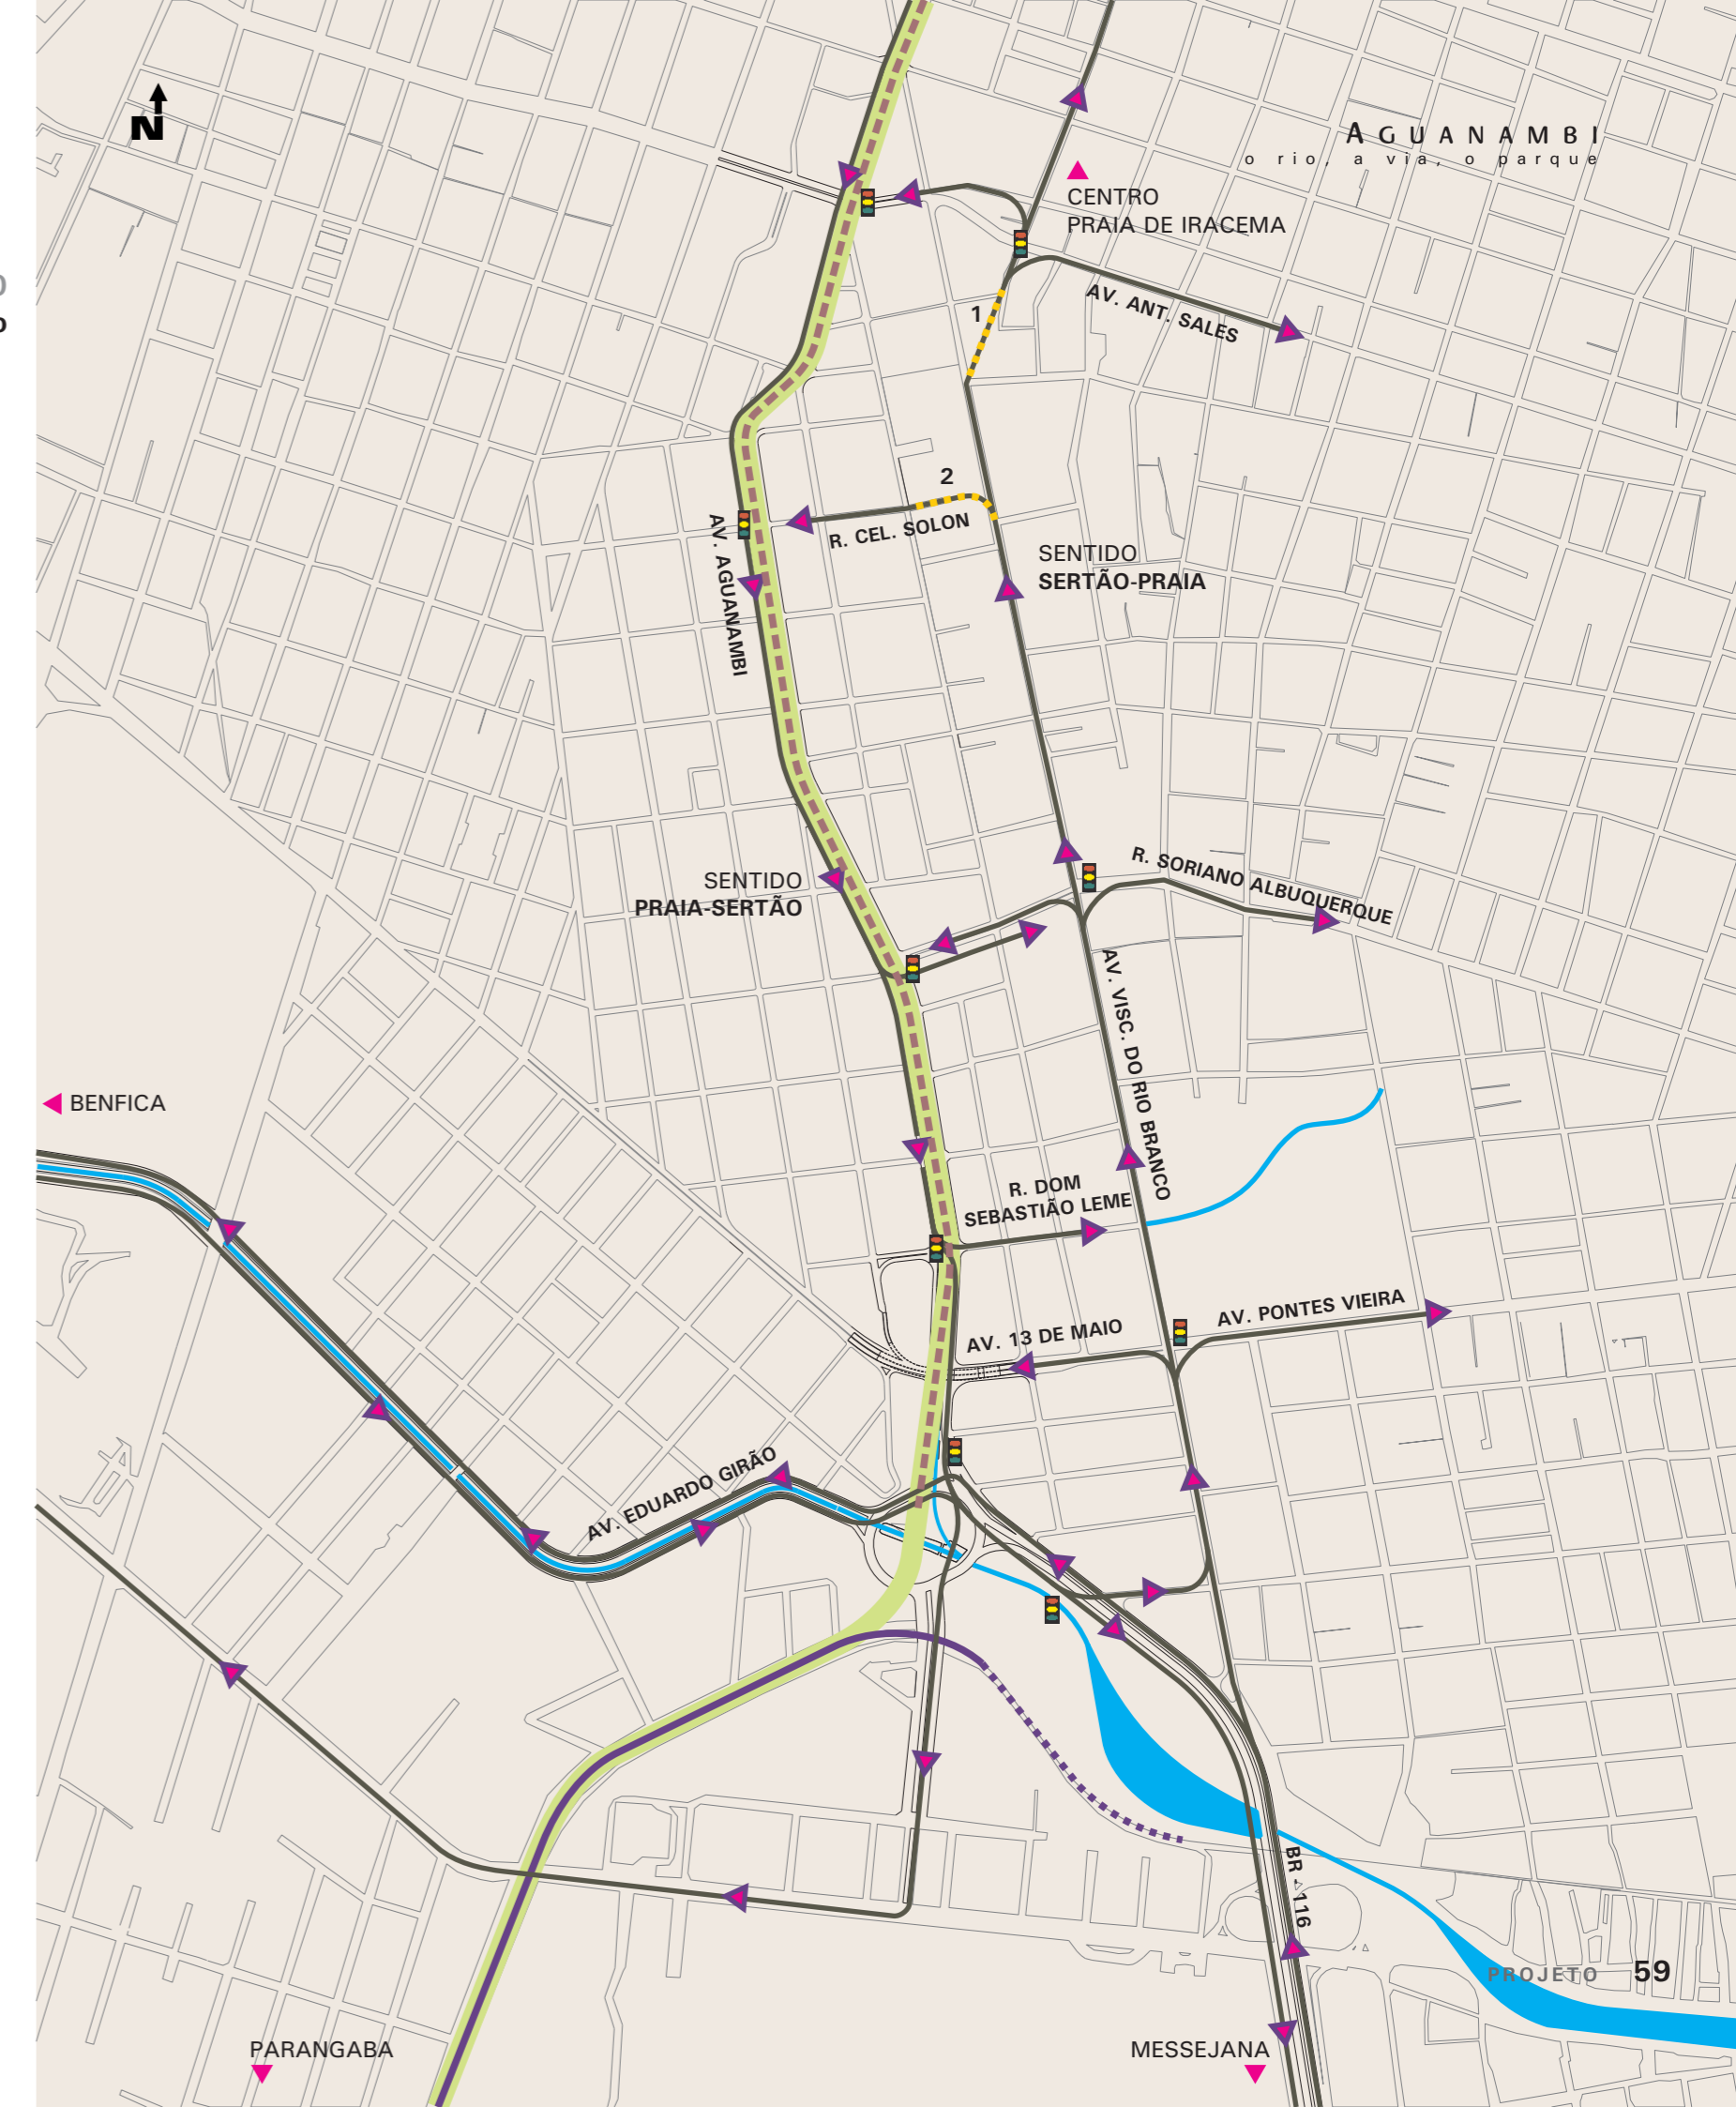 N
AGUANAMBI
o rio, a via, o parque
CENTRO
PRAIA DE IRACEMA
AV. ANT. SALES
1
2
R. CEL. SOLON
AV. AGUANAMBI
SENTIDO
SERTÃO-PRAIA
SENTIDO
PRAIA-SERTÃO
R. SORIANO ALBUQUERQUE
AV. VISC. DO RIO BRANCO
BENFICA
R. DOM
SEBASTIÃO LEME
AV. PONTES VIEIRA
AV. 13 DE MAIO
AV. EDUARDO GIRÃO
BR - 116
PROJETO 59
PARANGABA
MESSEJANA